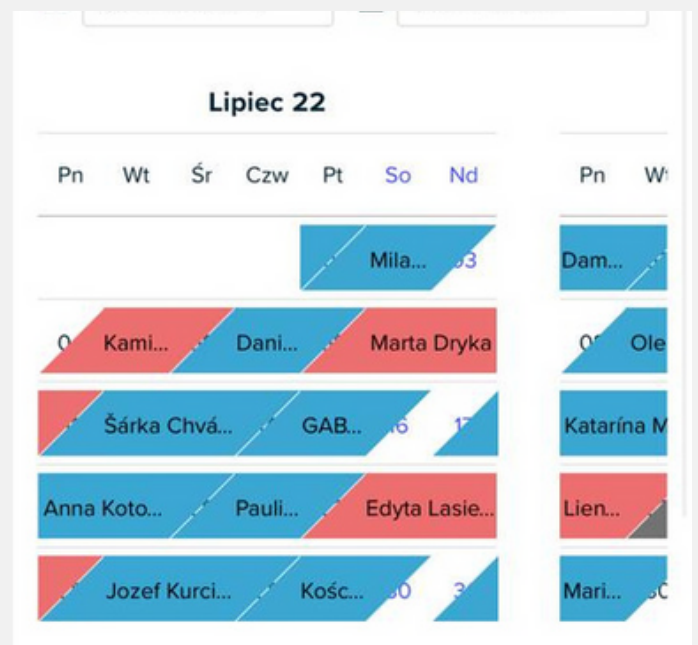 Lipiec 22
Pn Wt Śr Czw Pt So Nd Pn
Mila... 03 Dam...
Kami... Dani... Marta Dryka Ole
Šárka Chvá... GAB... Katarína M
Anna Koto... Pauli... Edyta Lasie... Lien...
Jozef Kurci... Kośc... Mari...